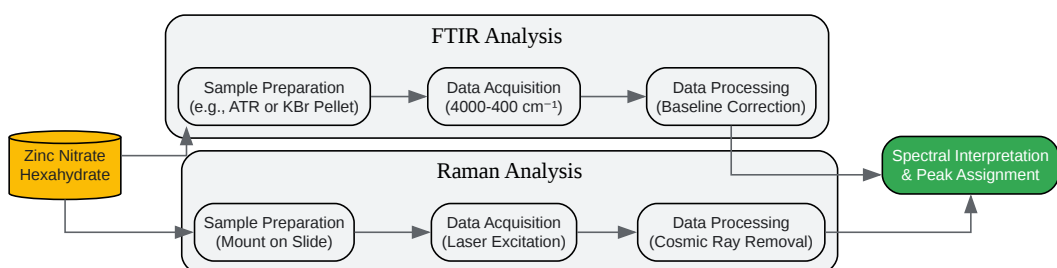 FTIR Analysis
Sample Preparation
(e.g., ATR or KBr Pellet)
Data Acquisition
(4000-400 cm⁻¹)
Data Processing
(Baseline Correction)
Zinc Nitrate
Hexahydrate
Spectral Interpretation
& Peak Assignment
Raman Analysis
Sample Preparation
(Mount on Slide)
Data Acquisition
(Laser Excitation)
Data Processing
(Cosmic Ray Removal)